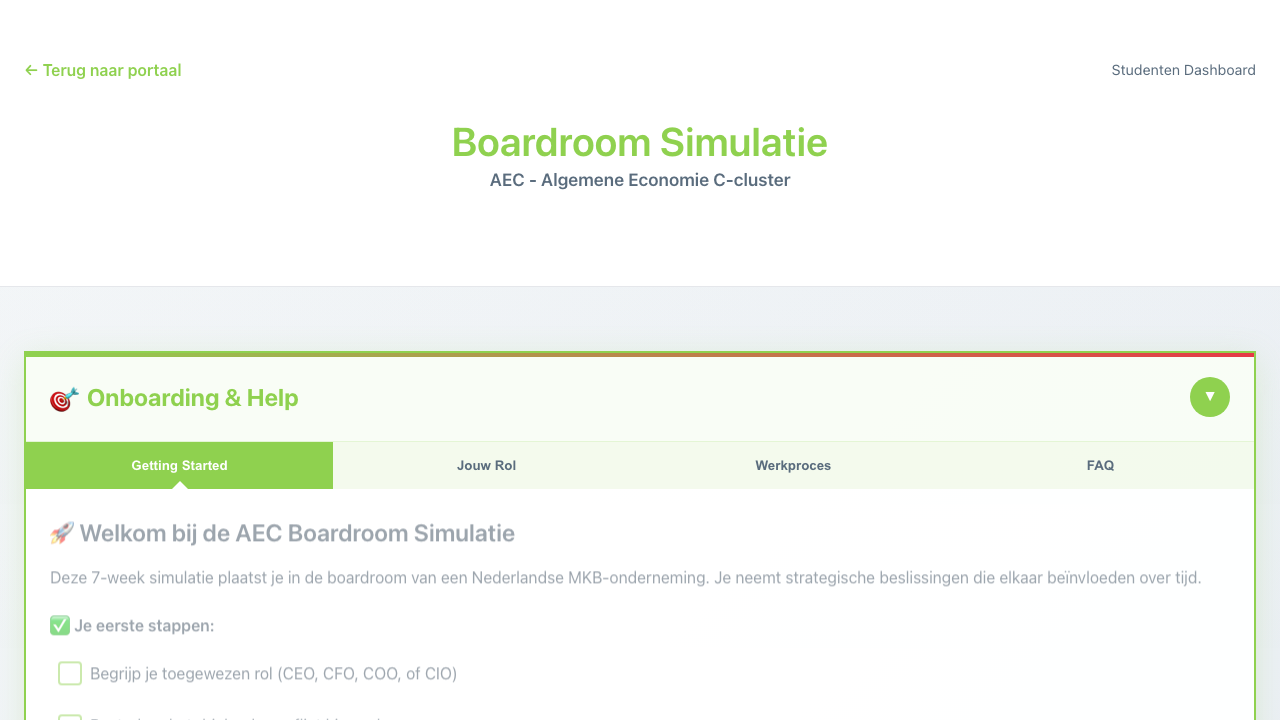 ← Terug naar portaal
Studenten Dashboard
Boardroom Simulatie
AEC - Algemene Economie C-cluster
🎯 Onboarding & Help
▼
Getting Started
Jouw Rol
Werkproces
FAQ
🚀 Welkom bij de AEC Boardroom Simulatie
Deze 7-week simulatie plaatst je in de boardroom van een Nederlandse MKB-onderneming. Je neemt strategische beslissingen die elkaar beïnvloeden over tijd.
✅ Je eerste stappen:
Begrijp je toegewezen rol (CEO, CFO, COO, of CIO)